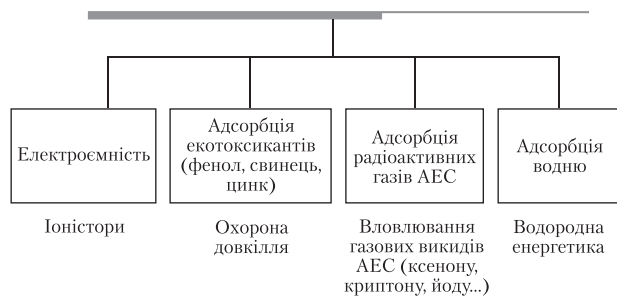 Електроємність
Адсорбція
екотоксикантів
(фенол, свинець,
цинк)
Адсорбція
радіоактивних
газів АЕС
Адсорбція
водню
Іоністори
Охорона
довкілля
Вловлювання
газових викидів
АЕС (ксенону,
криптону, йоду...)
Водородна
енергетика